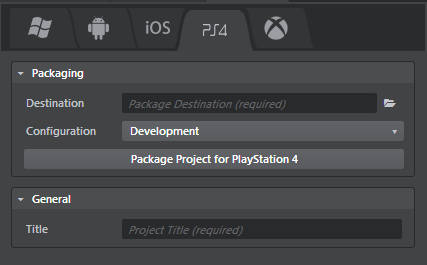 iOS PS4
Packaging
Destination Package Destination (required)
Configuration Development
Package Project for PlayStation 4
General
Title Project Title (required)